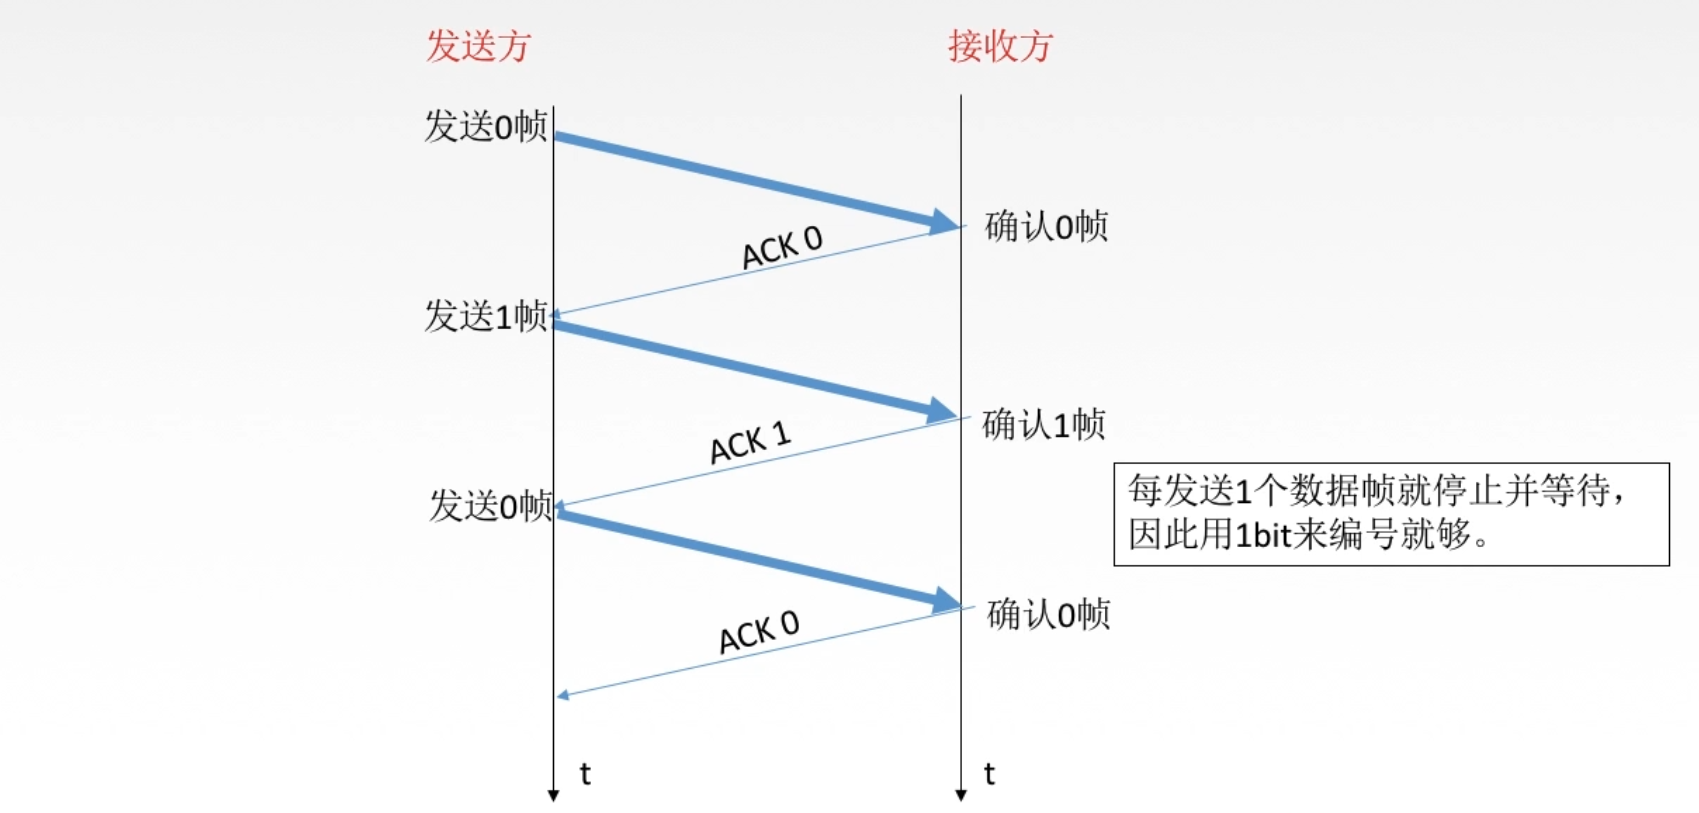 发送方
接收方
发送0帧
确认0帧
ACK 0
发送1帧
确认1帧
ACK 1
每发送1个数据帧就停止并等待，
因此用1bit来编号就够。
发送0帧
确认0帧
ACK 0
t
t